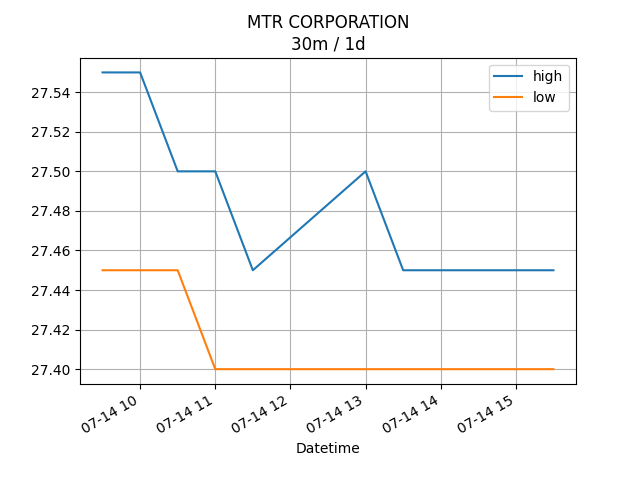 MTR CORPORATION
30m / 1d
high
low
27.54
27.52
27.50
27.48
27.46
27.44
27.42
27.40
07-14 10
07-14 11
07-14 12
07-14 13
07-14 14
07-14 15
Datetime